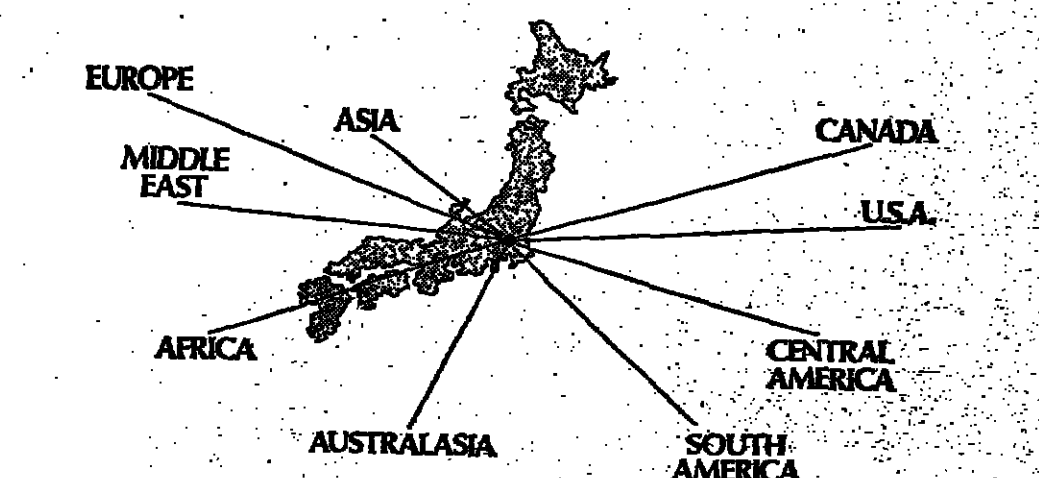 EUROPE
ASIA
CANADA
MIDDLE
EAST
U.S.A.
AFRICA
CENTRAL
AMERICA
AUSTRALASIA
SOUTH
AMERICA